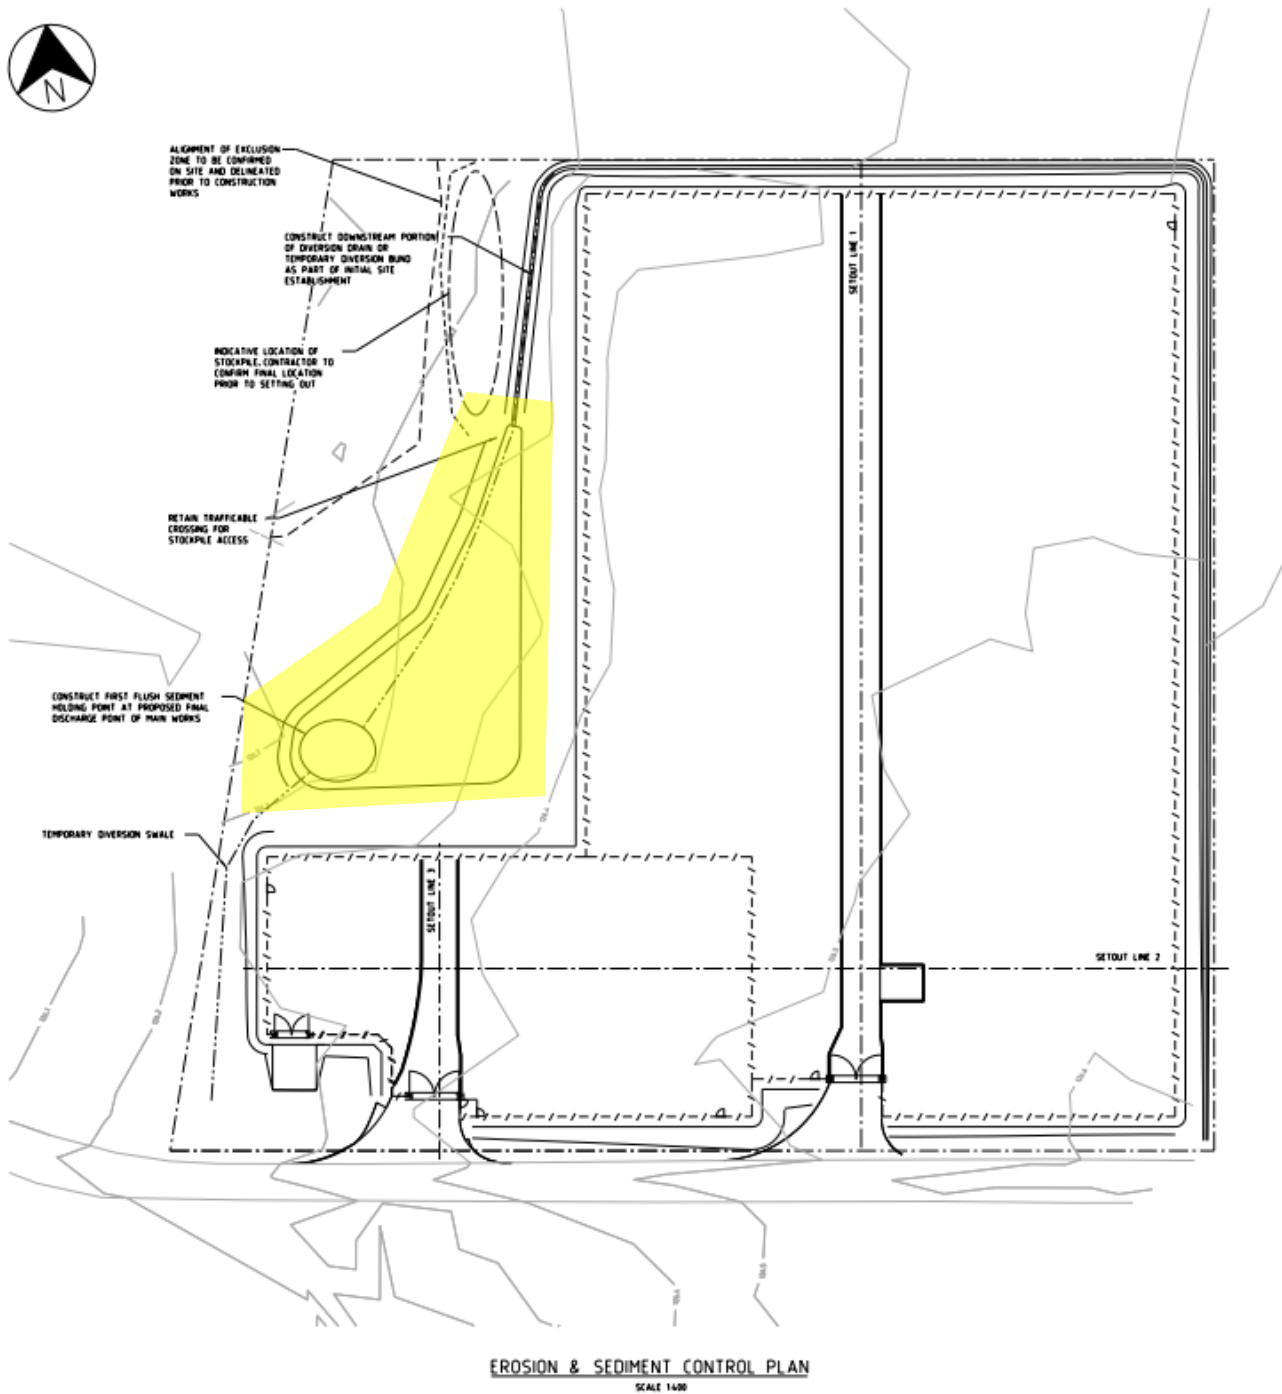 N
ALIGNMENT OF EXCLUSION
ZONE TO BE CONFIRMED
ON SITE AND DELINEATED
PRIOR TO CONSTRUCTION
WORKS
CONSTRUCT DOWNSTREAM PORTION
OF DIVERSION DRAIN OR
TEMPORARY DIVERSION BUND
AS PART OF INITIAL SITE
ESTABLISHMENT
SETOUT LINE 1
INDICATIVE LOCATION OF
STOCKPILE. CONTRACTOR TO
CONFIRM FINAL LOCATION
PRIOR TO SETTING OUT
RETAIN TRAFFICABLE
CROSSING FOR
STOCKPILE ACCESS
CONSTRUCT FIRST FLUSH SEDIMENT
HOLDING POINT AT PROPOSED FINAL
DISCHARGE POINT OF MAIN WORKS
TEMPORARY DIVERSION SWALE
SETOUT LINE 3
SETOUT LINE 2
EROSION & SEDIMENT CONTROL PLAN
SCALE 1:400